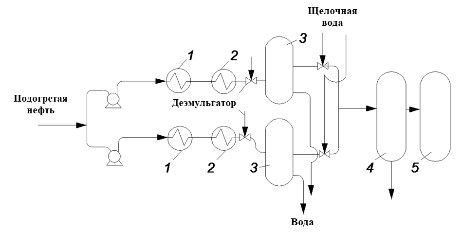 Щелочная
вода
1
2
3
Подогретая
нефть
Деэмульгатор
1
2
3
4
5
Вода